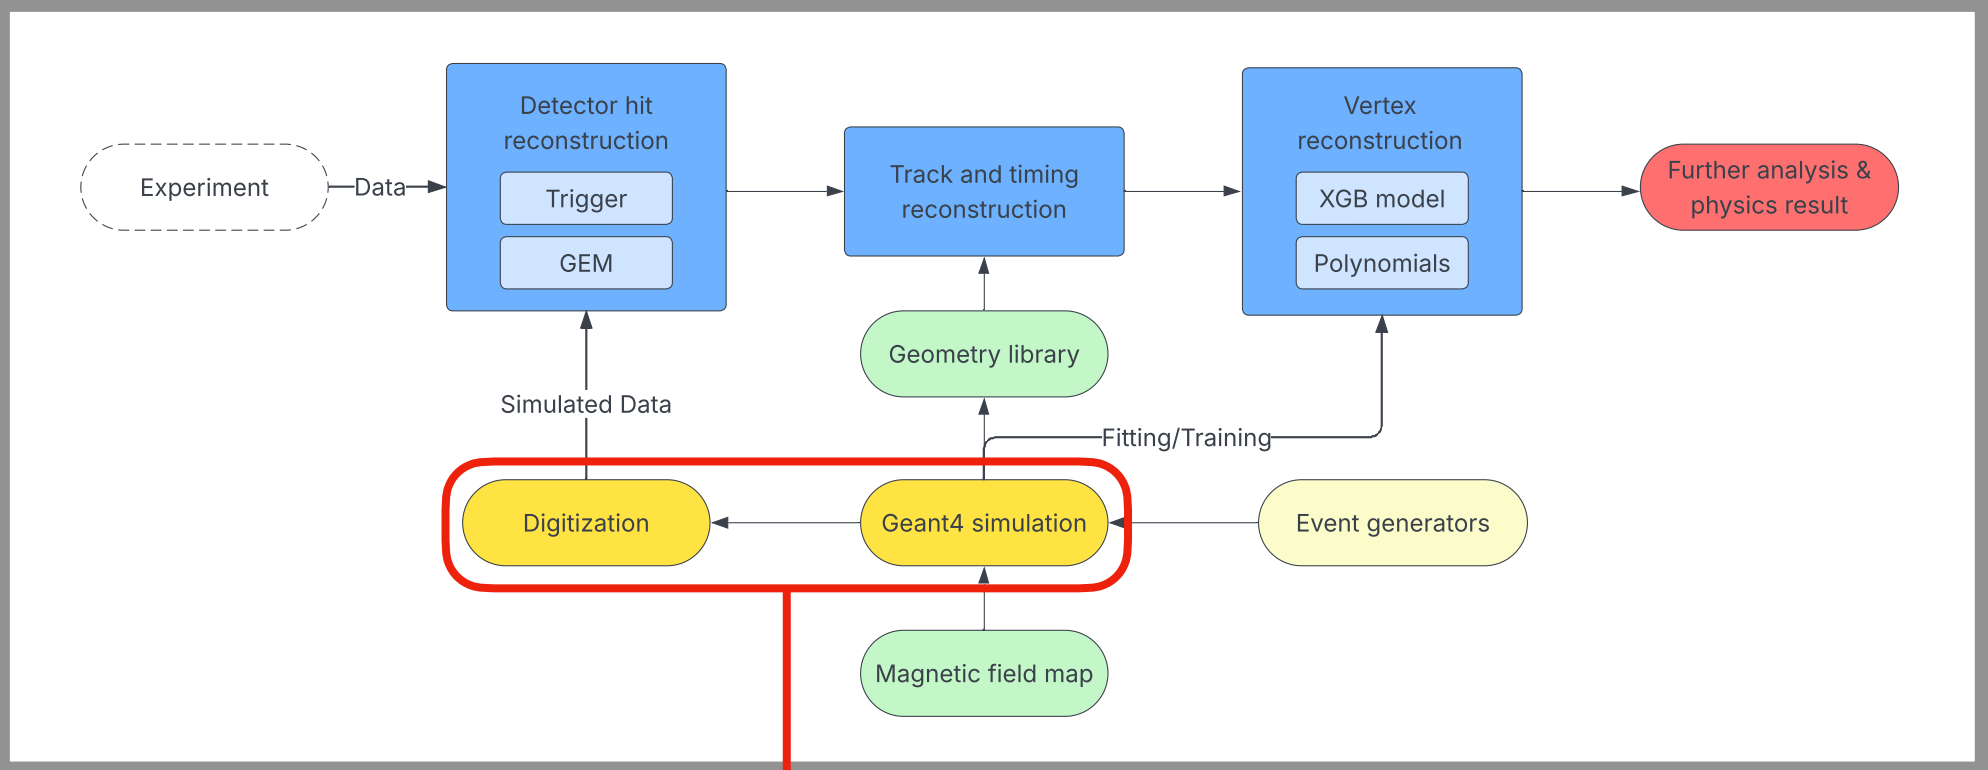 Detector hit
reconstruction
Trigger
GEM
Experiment
Data
Track and timing
reconstruction
Vertex
reconstruction
XGB model
Polynomials
Further analysis &
physics result
Geometry library
Simulated Data
Fitting/Training
Digitization
Geant4 simulation
Event generators
Magnetic field map